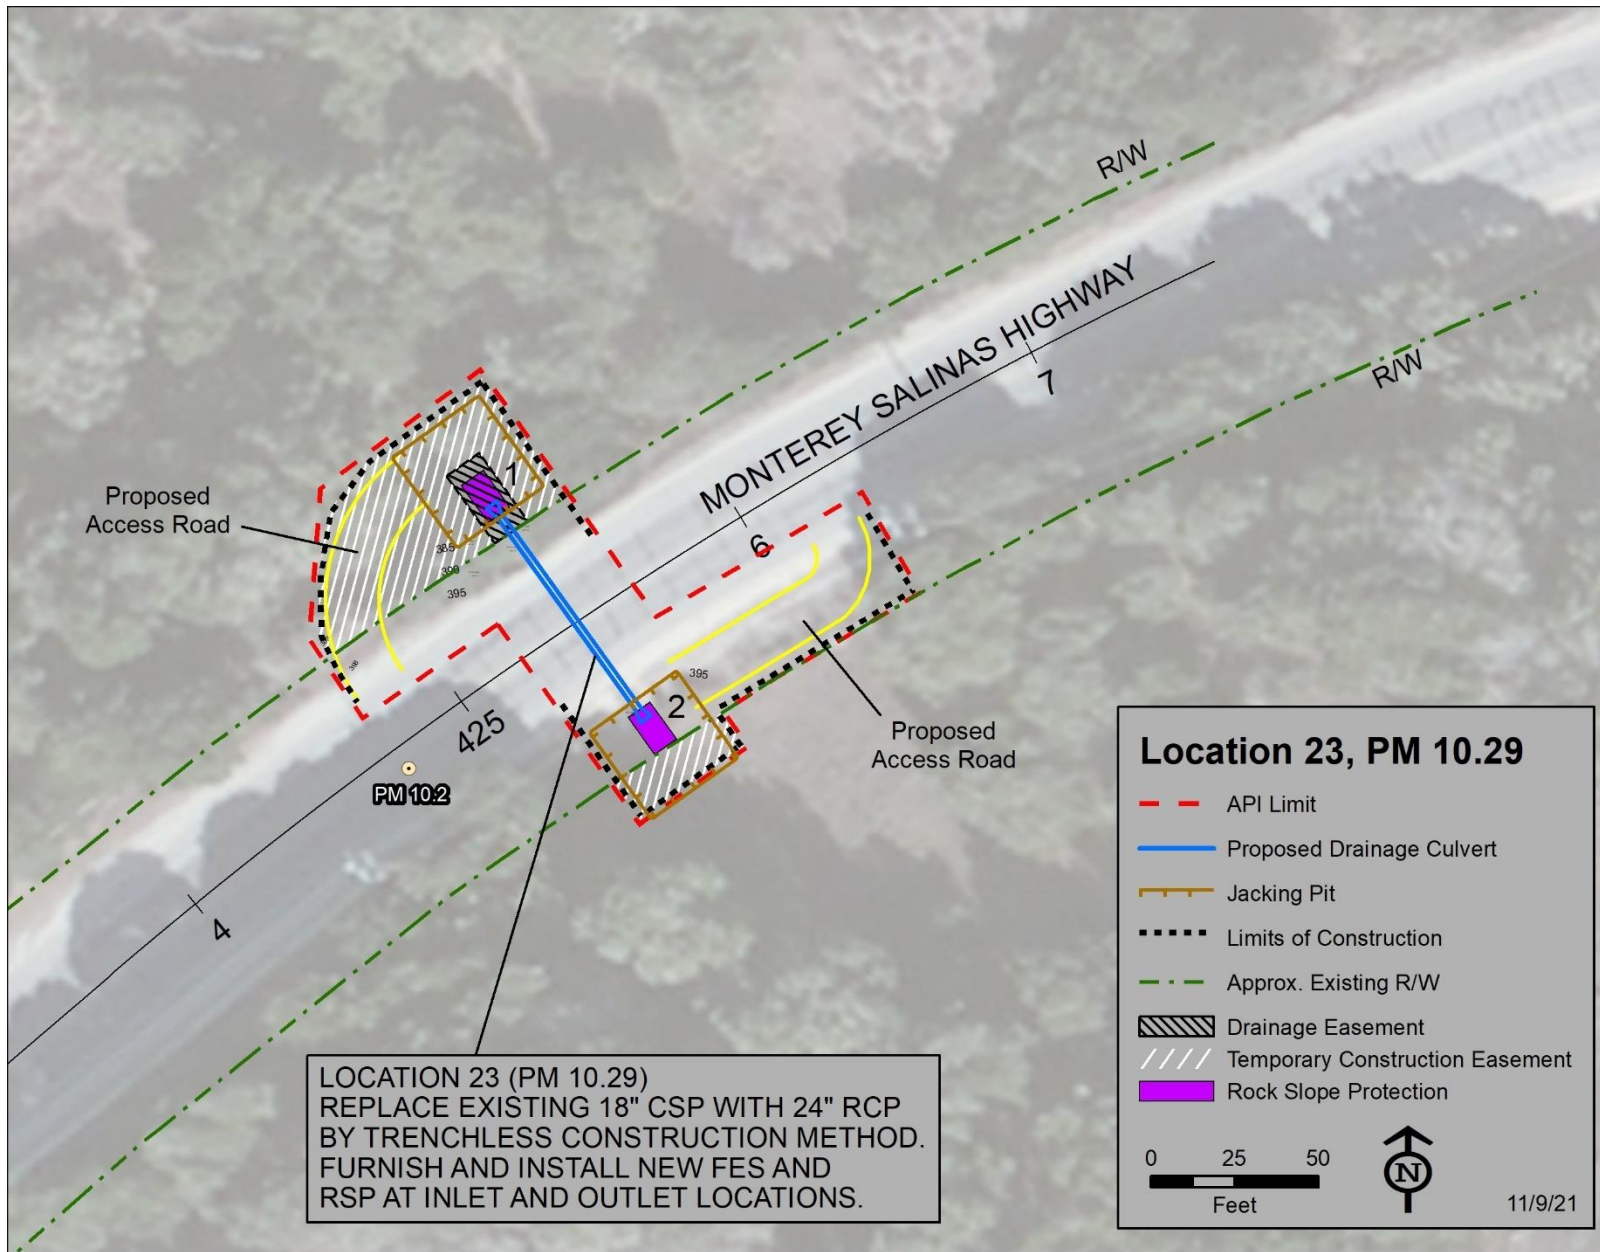 R/W
MONTEREY SALINAS HIGHWAY
R/W
7
6
1
Proposed
Access Road
385
390
395
396
395
2
425
Proposed
Access Road
PM 10.2
4
LOCATION 23 (PM 10.29)
REPLACE EXISTING 18" CSP WITH 24" RCP
BY TRENCHLESS CONSTRUCTION METHOD.
FURNISH AND INSTALL NEW FES AND
RSP AT INLET AND OUTLET LOCATIONS.
Location 23, PM 10.29
API Limit
Proposed Drainage Culvert
Jacking Pit
Limits of Construction
Approx. Existing R/W
Drainage Easement
Temporary Construction Easement
Rock Slope Protection
0 25 50
Feet
N
11/9/21